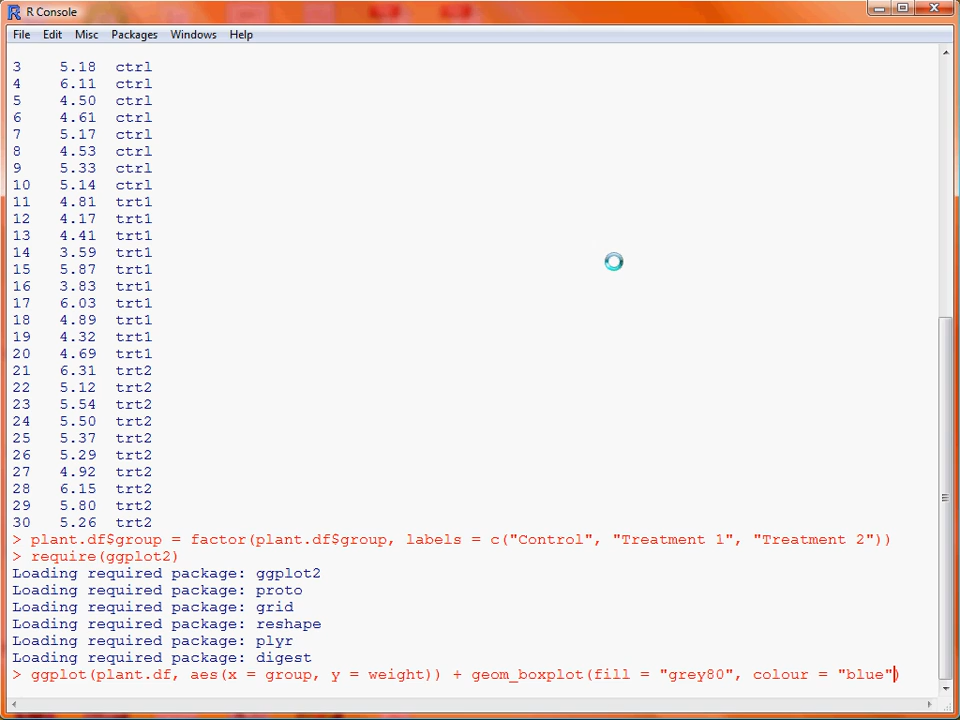 R Console
File Edit Misc Packages Windows Help
3 5.18 ctrl
4 6.11 ctrl
5 4.50 ctrl
6 4.61 ctrl
7 5.17 ctrl
8 4.53 ctrl
9 5.33 ctrl
10 5.14 ctrl
11 4.81 trt1
12 4.17 trt1
13 4.41 trt1
14 3.59 trt1
15 5.87 trt1
16 3.83 trt1
17 6.03 trt1
18 4.89 trt1
19 4.32 trt1
20 4.69 trt1
21 6.31 trt2
22 5.12 trt2
23 5.54 trt2
24 5.50 trt2
25 5.37 trt2
26 5.29 trt2
27 4.92 trt2
28 6.15 trt2
29 5.80 trt2
30 5.26 trt2
> plant.df$group = factor(plant.df$group, labels = c("Control", "Treatment 1", "Treatment 2"))
> require(ggplot2)
Loading required package: ggplot2
Loading required package: proto
Loading required package: grid
Loading required package: reshape
Loading required package: plyr
Loading required package: digest
> ggplot(plant.df, aes(x = group, y = weight)) + geom_boxplot(fill = "grey80", colour = "blue")